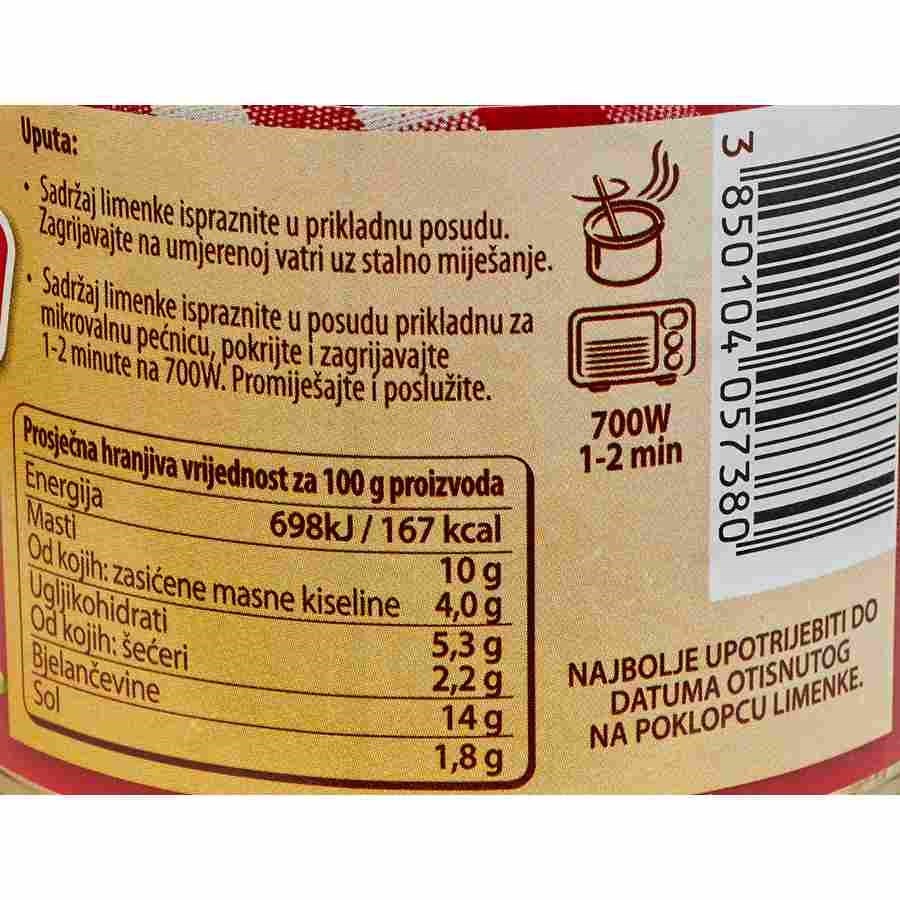 Uputa:
• Sadržaj limenke ispraznite u prikladnu posudu.
Zagrijavajte na umjerenoj vatri uz stalno miješanje.
• Sadržaj limenke ispraznite u posudu prikladnu za
mikrovalnu pećnicu, pokrijte i zagrijavajte
1-2 minute na 700W. Promiješajte i poslužite.
700W
1-2 min
Prosječna hranjiva vrijednost za 100 g proizvoda
Energija 698kJ / 167 kcal
Masti 10 g
Od kojih: zasićene masne kiseline 4,0 g
Ugljikohidrati 5,3 g
Od kojih: šećeri 2,2 g
Bjelančevine 14 g
Sol 1,8 g
3 850104 057380
NAJBOLJE UPOTRIJEBITI DO
DATUMA OTISNUTOG
NA POKLOPCU LIMENKE.